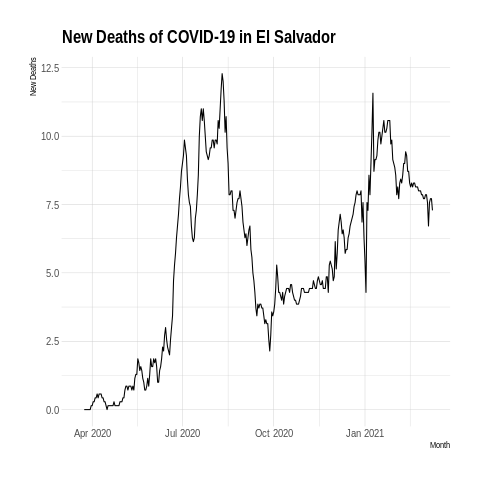 New Deaths of COVID-19 in El Salvador
New Deaths
12.5
10.0
7.5
5.0
2.5
0.0
Apr 2020 Jul 2020 Oct 2020 Jan 2021
Month